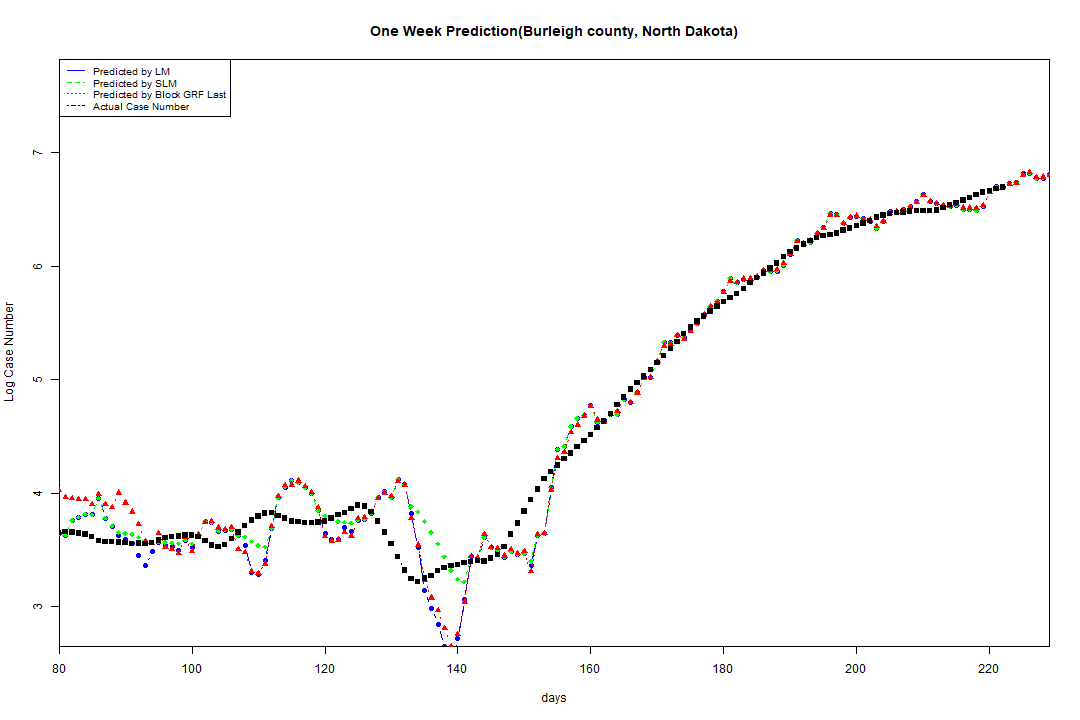 One Week Prediction(Burleigh county, North Dakota)
Predicted by LM
Predicted by SLM
Predicted by Block GRF Last
Actual Case Number
7
6
5
4
3
Log Case Number
80 100 120 140 160 180 200 220
days